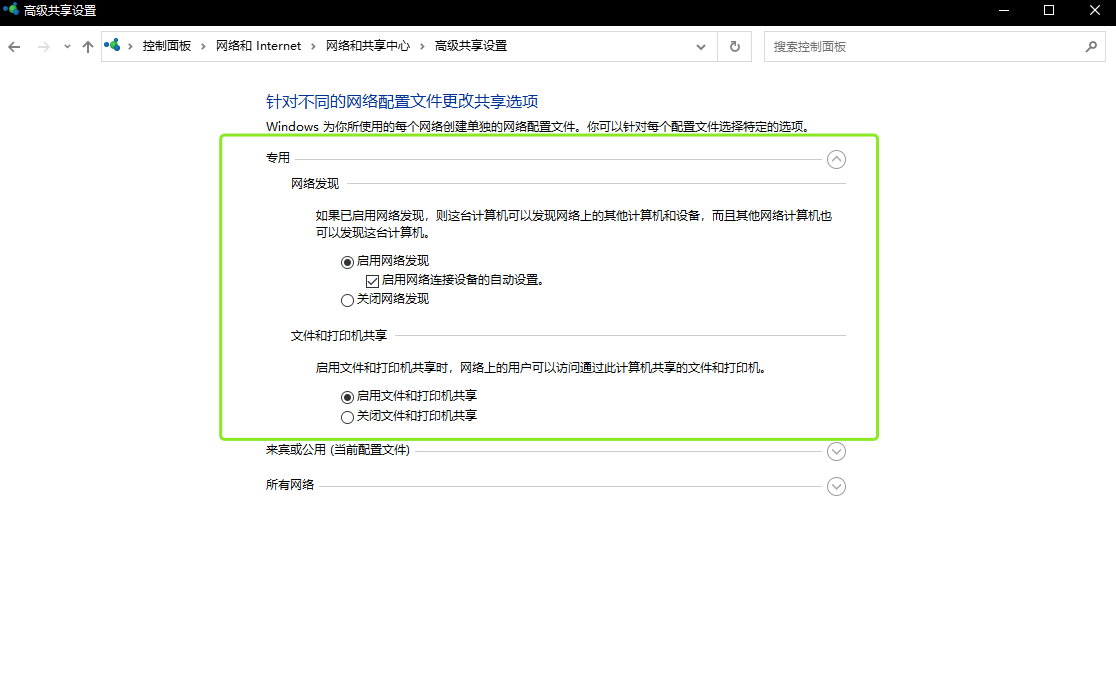 高级共享设置
控制面板 › 网络和 Internet › 网络和共享中心 › 高级共享设置
搜索控制面板
针对不同的网络配置文件更改共享选项
Windows 为你所使用的每个网络创建单独的网络配置文件。你可以针对每个配置文件选择特定的选项。
专用
网络发现
如果已启用网络发现，则这台计算机可以发现网络上的其他计算机和设备，而且其他网络计算机也
可以发现这台计算机。
启用网络发现
启用网络连接设备的自动设置。
关闭网络发现
文件和打印机共享
启用文件和打印机共享时，网络上的用户可以访问通过此计算机共享的文件和打印机。
启用文件和打印机共享
关闭文件和打印机共享
来宾或公用 (当前配置文件)
所有网络